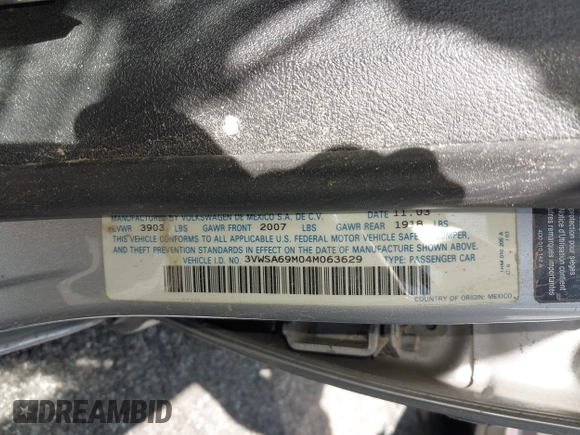 MANUFACTURED BY VOLKSWAGEN DE MEXICO S.A. DE C.V. DATE 11.03
GVWR 3903 LBS GAWR FRONT 2007 LBS GAWR REAR 1918 LBS
THIS VEHICLE CONFORMS TO ALL APPLICABLE U.S. FEDERAL MOTOR VEHICLE SAFETY, BUMPER,
AND THEFT PREVENTION STANDARDS IN EFFECT ON THE DATE OF MANUFACTURE SHOWN ABOVE.
VEHICLE I.D. NO. 3VWSA69M04M063629 TYPE: PASSENGER CAR
COUNTRY OF ORIGIN: MEXICO
DREAMBID